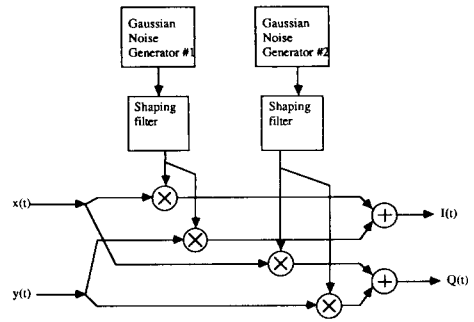 Gaussian
Noise
Generator #1
Gaussian
Noise
Generator #2
Shaping
filter
Shaping
filter
x(t)
I(t)
y(t)
Q(t)